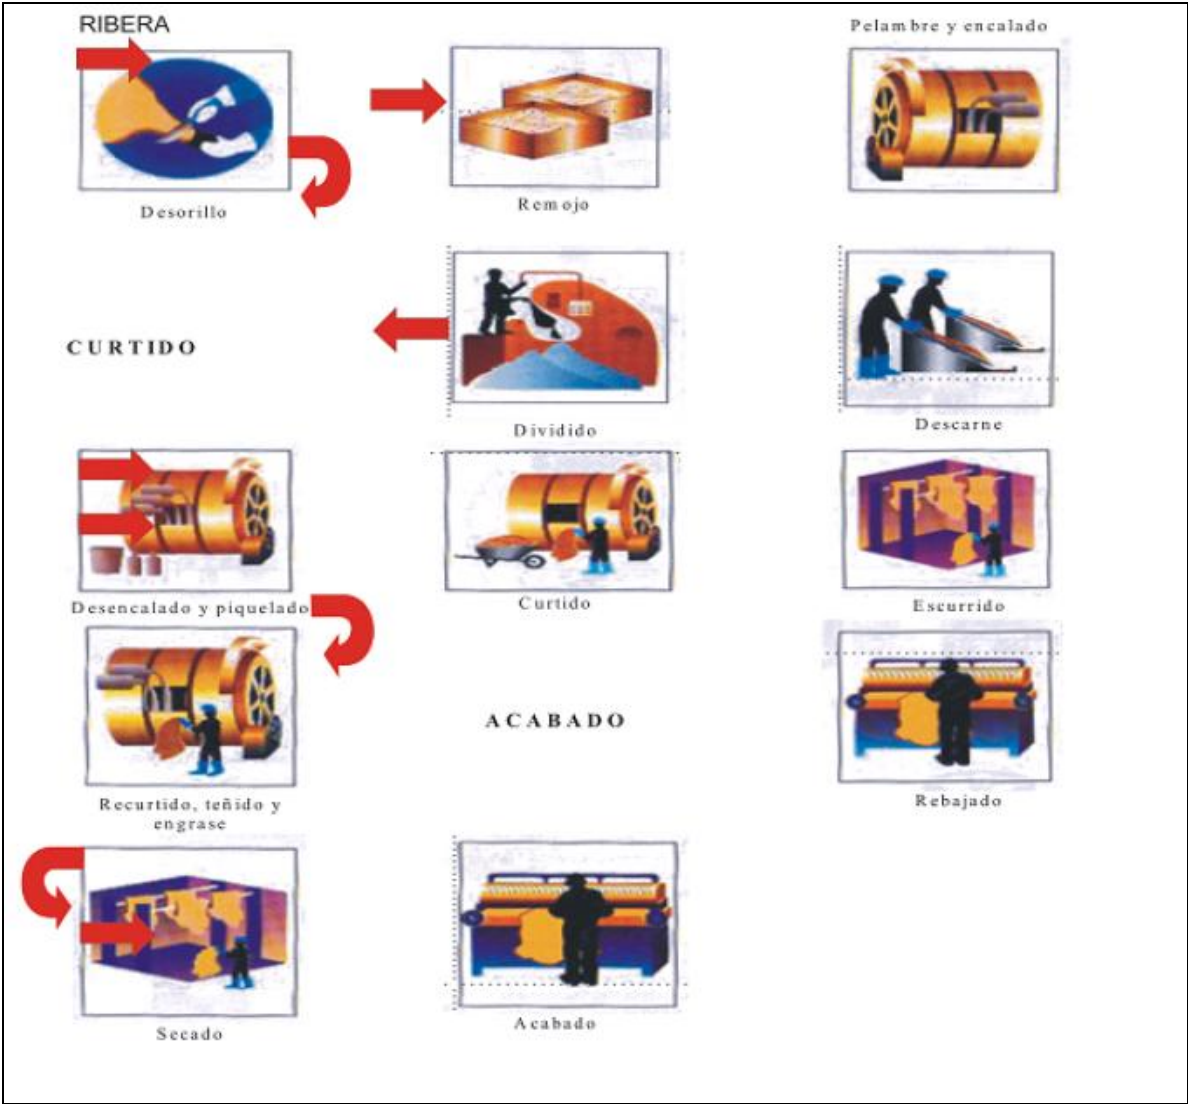 RIBERA
Pelambre y encalado
Desorillo
Remojo
CURTIDO
Dividido
Descarne
Desencalado y piquelado
Curtido
Escurrido
ACABADO
Recurtido, teñido y
engrase
Rebajado
Secado
Acabado